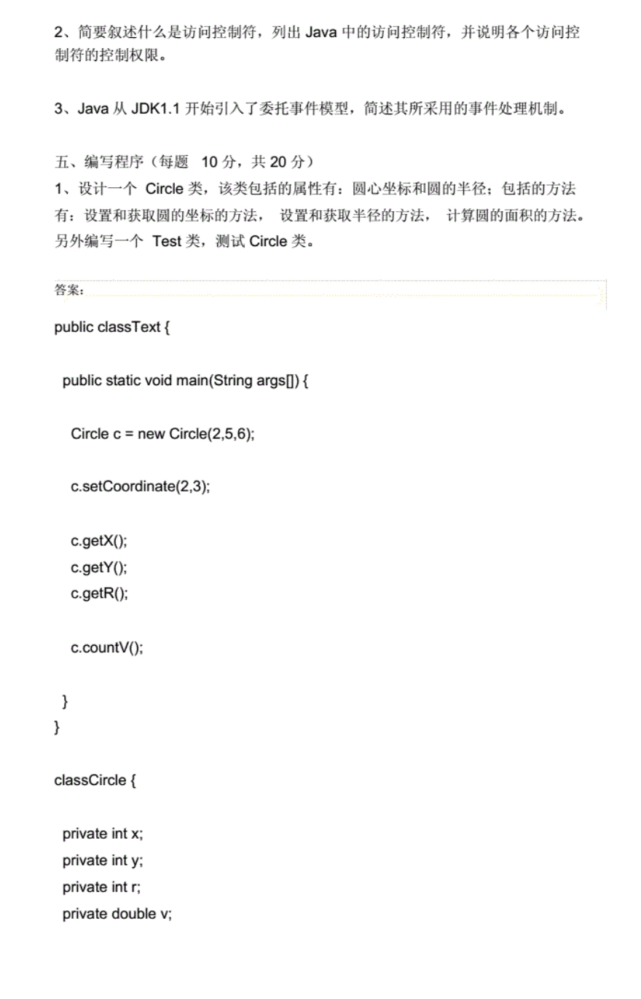 2、简要叙述什么是访问控制符，列出 Java 中的访问控制符，并说明各个访问控
制符的控制权限。
3、Java 从 JDK1.1 开始引入了委托事件模型，简述其所采用的事件处理机制。
五、编写程序（每题 10 分，共 20 分）
1、设计一个 Circle 类，该类包括的属性有：圆心坐标和圆的半径；包括的方法
有：设置和获取圆的坐标的方法， 设置和获取半径的方法， 计算圆的面积的方法。
另外编写一个 Test 类，测试 Circle 类。
答案：
public classText {
public static void main(String args[]) {
Circle c = new Circle(2,5,6);
c.setCoordinate(2,3);
c.getX();
c.getY();
c.getR();
c.countV();
}
}
classCircle {
private int x;
private int y;
private int r;
private double v;